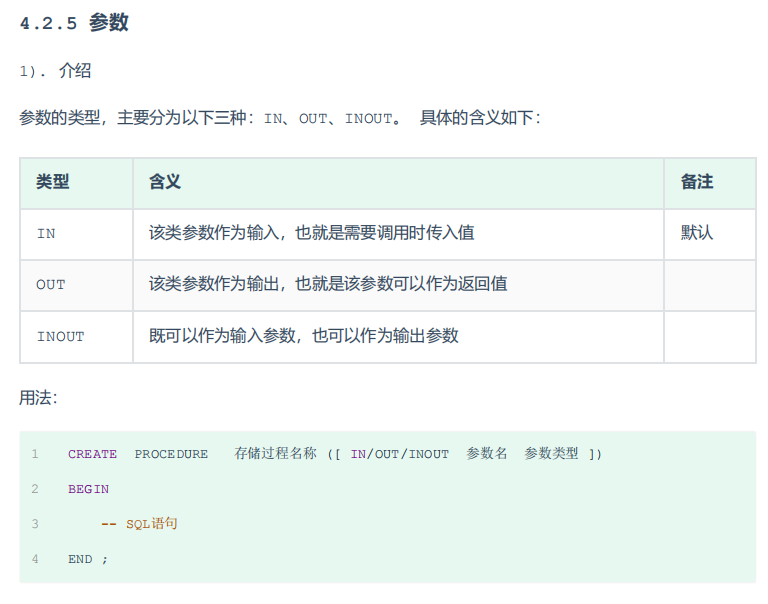 4.2.5 参数
1). 介绍
参数的类型，主要分为以下三种：IN、OUT、INOUT。 具体的含义如下：
类型 含义 备注
IN 该类参数作为输入，也就是需要调用时传入值 默认
OUT 该类参数作为输出，也就是该参数可以作为返回值
INOUT 既可以作为输入参数，也可以作为输出参数
用法：
1 CREATE PROCEDURE 存储过程名称 ([ IN/OUT/INOUT 参数名 参数类型 ])
2 BEGIN
3 -- SQL语句
4 END ;